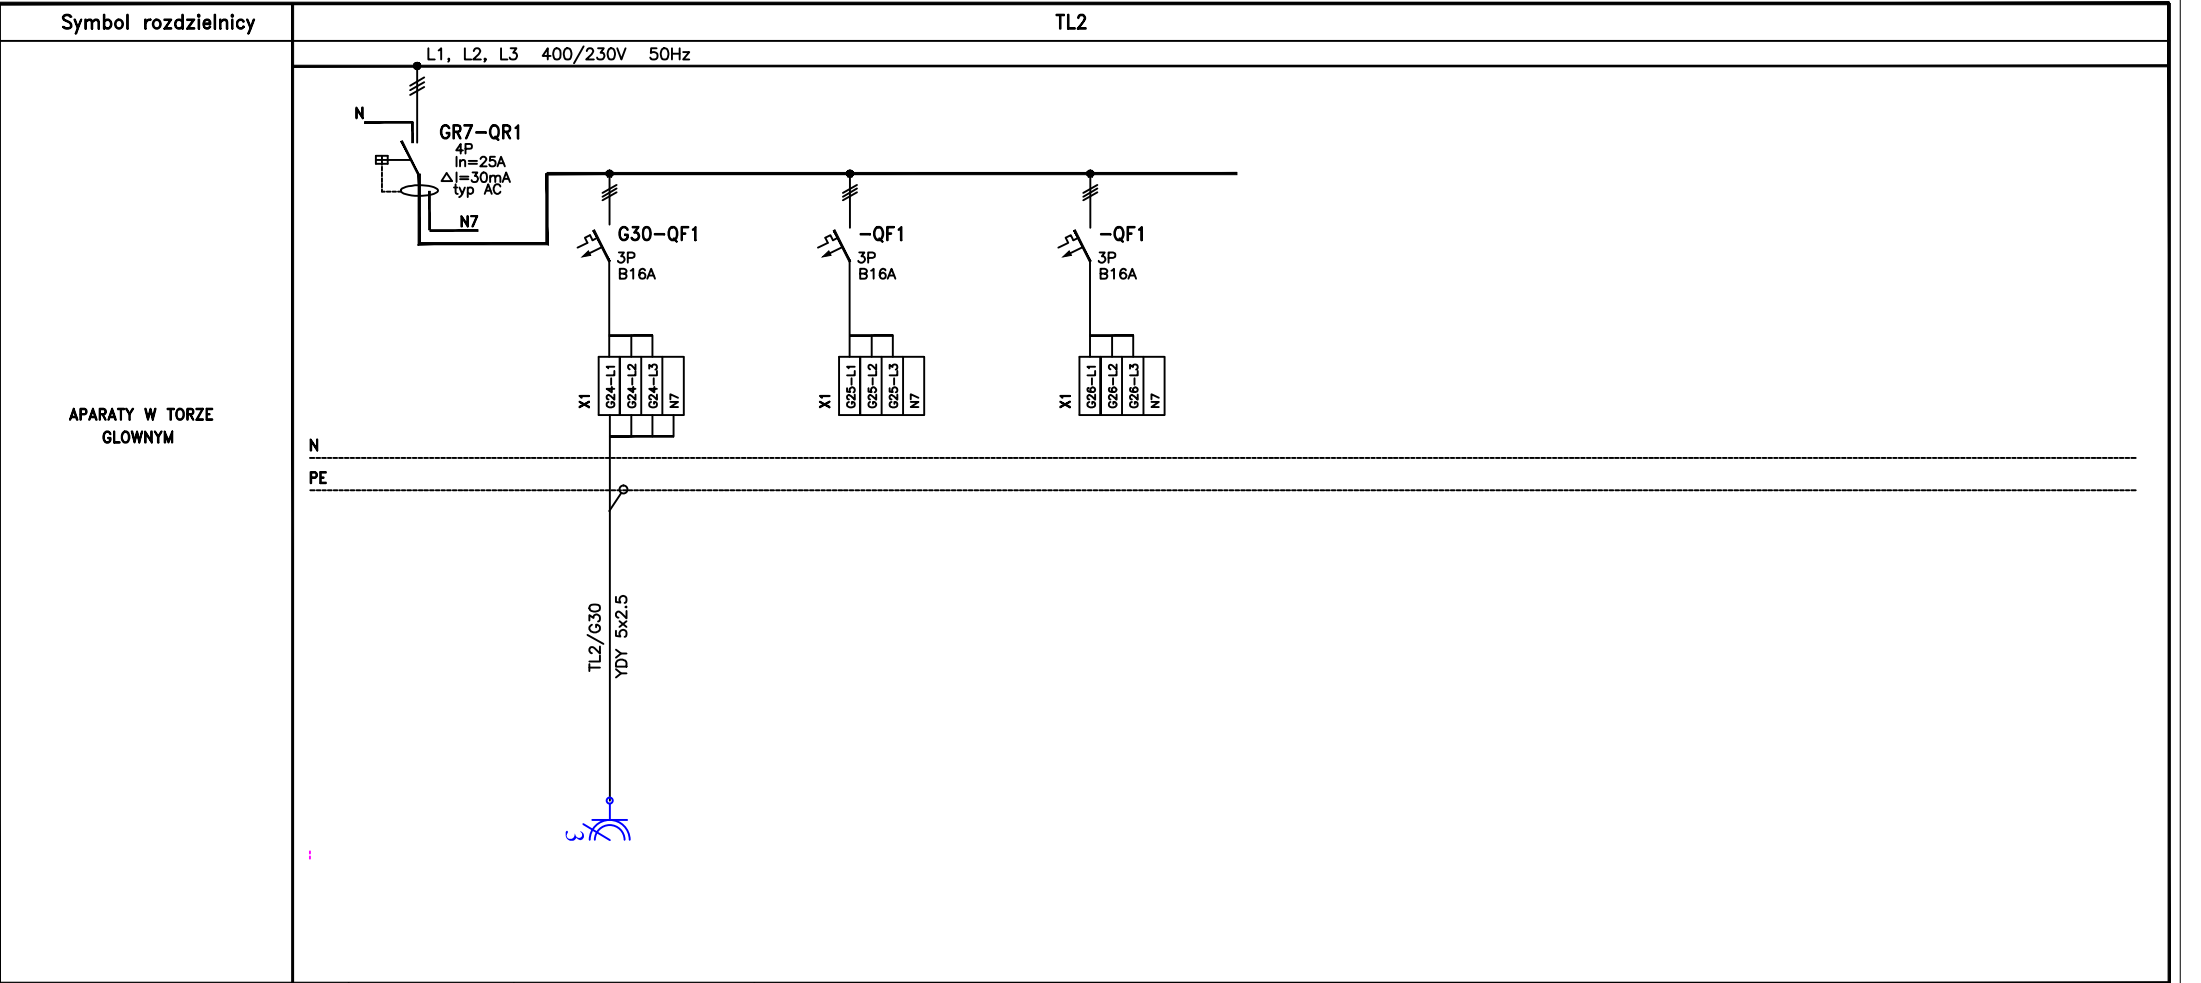 Symbol rozdzielnicy
TL2
L1, L2, L3 400/230V 50Hz
N
GR7-QR1
4P
In=25A
△I=30mA
typ AC
N7
G30-QF1
3P
B16A
-QF1
3P
B16A
-QF1
3P
B16A
X1
G24-L1
G24-L2
G24-L3
N7
X1
G25-L1
G25-L2
G25-L3
N7
X1
G26-L1
G26-L2
G26-L3
N7
APARATY W TORZE
GLOWNYM
N
PE
TL2/G30
YDY 5x2.5
3